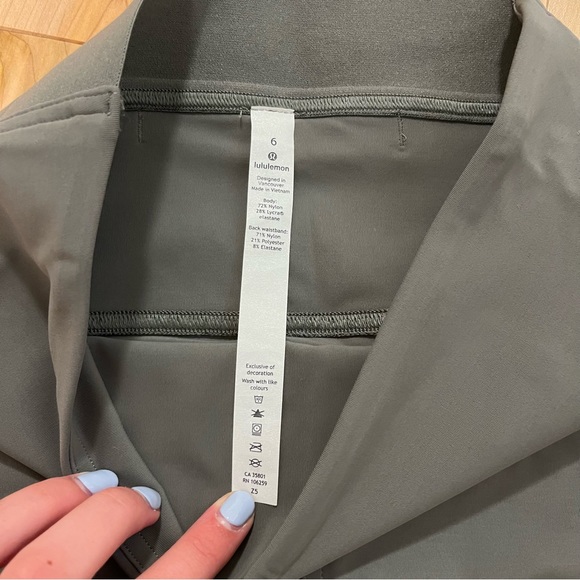 6
lululemon
Designed in
Vancouver
Made in Vietnam
Body:
72% Nylon
28% Lycra®
elastane
Back waistband:
71% Nylon
21% Polyester
8% Elastane
Exclusive of
decoration
Wash with like
colours
CA 35801
RN 106259
Z5